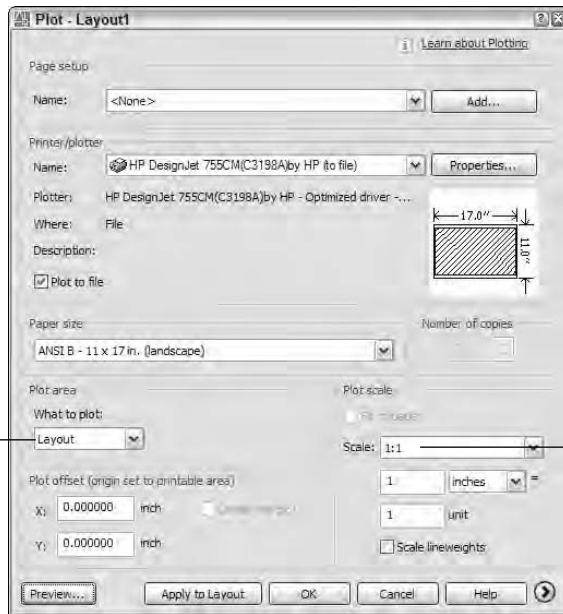 Plot - Layout1
Learn about Plotting
Page setup
Name: <None> Add...
Printer/plotter
Name: HP DesignJet 755CM(C3198A)by HP (to file) Properties...
Plotter: HP DesignJet 755CM(C3198A)by HP - Optimized driver -...
Where: File
Description:
Plot to file
17.0″
11.0″
Paper size
ANSI B - 11 x 17 in. (landscape)
Number of copies
Plot area
What to plot:
Layout
Plot scale
Scale: 1:1
1 inches =
1 unit
Scale lineweights
Plot offset (origin set to printable area)
X: 0.000000 inch
Y: 0.000000 inch
Preview... Apply to Layout OK Cancel Help